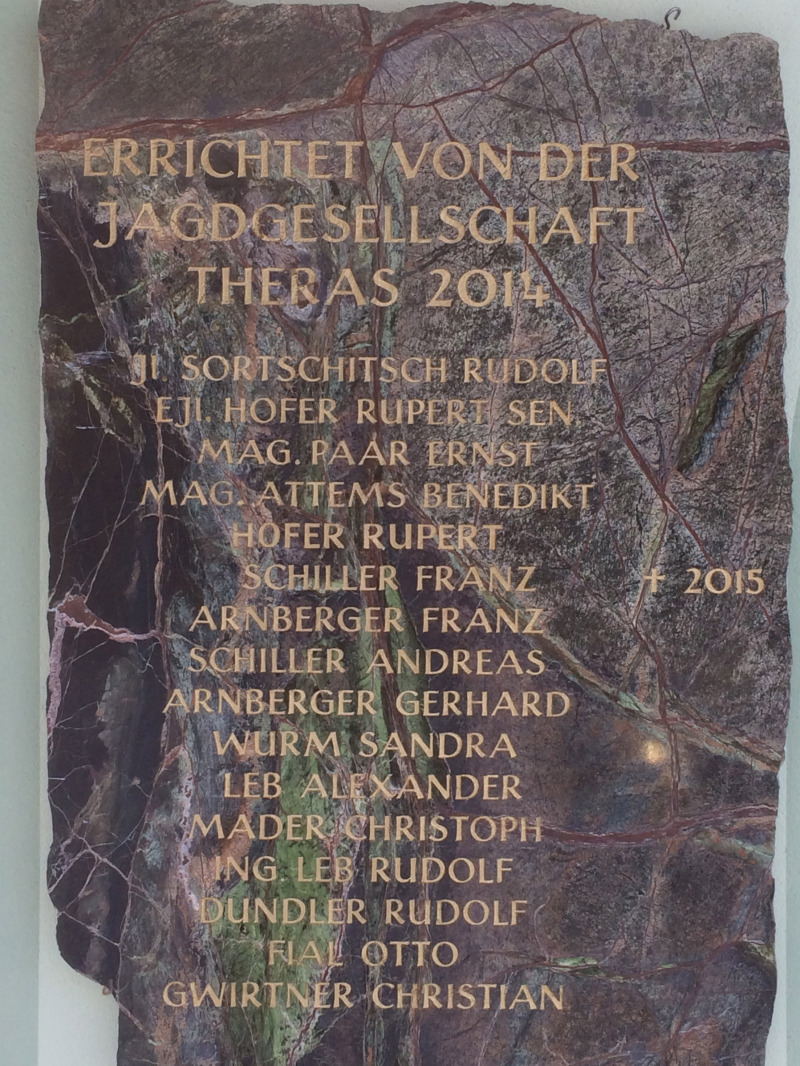 ERRICHTET VON DER
JAGDGESELLSCHAFT
THERAS 2014
JI SORTSCHITSCH RUDOLF
EJI. HOFER RUPERT SEN.
MAG. PAAR ERNST
MAG. ATTEMS BENEDIKT
HOFER RUPERT
SCHILLER FRANZ † 2015
ARNBERGER FRANZ
SCHILLER ANDREAS
ARNBERGER GERHARD
WURM SANDRA
LEB ALEXANDER
MADER CHRISTOPH
ING. LEB RUDOLF
DUNDLER RUDOLF
FIAL OTTO
GWIRTNER CHRISTIAN